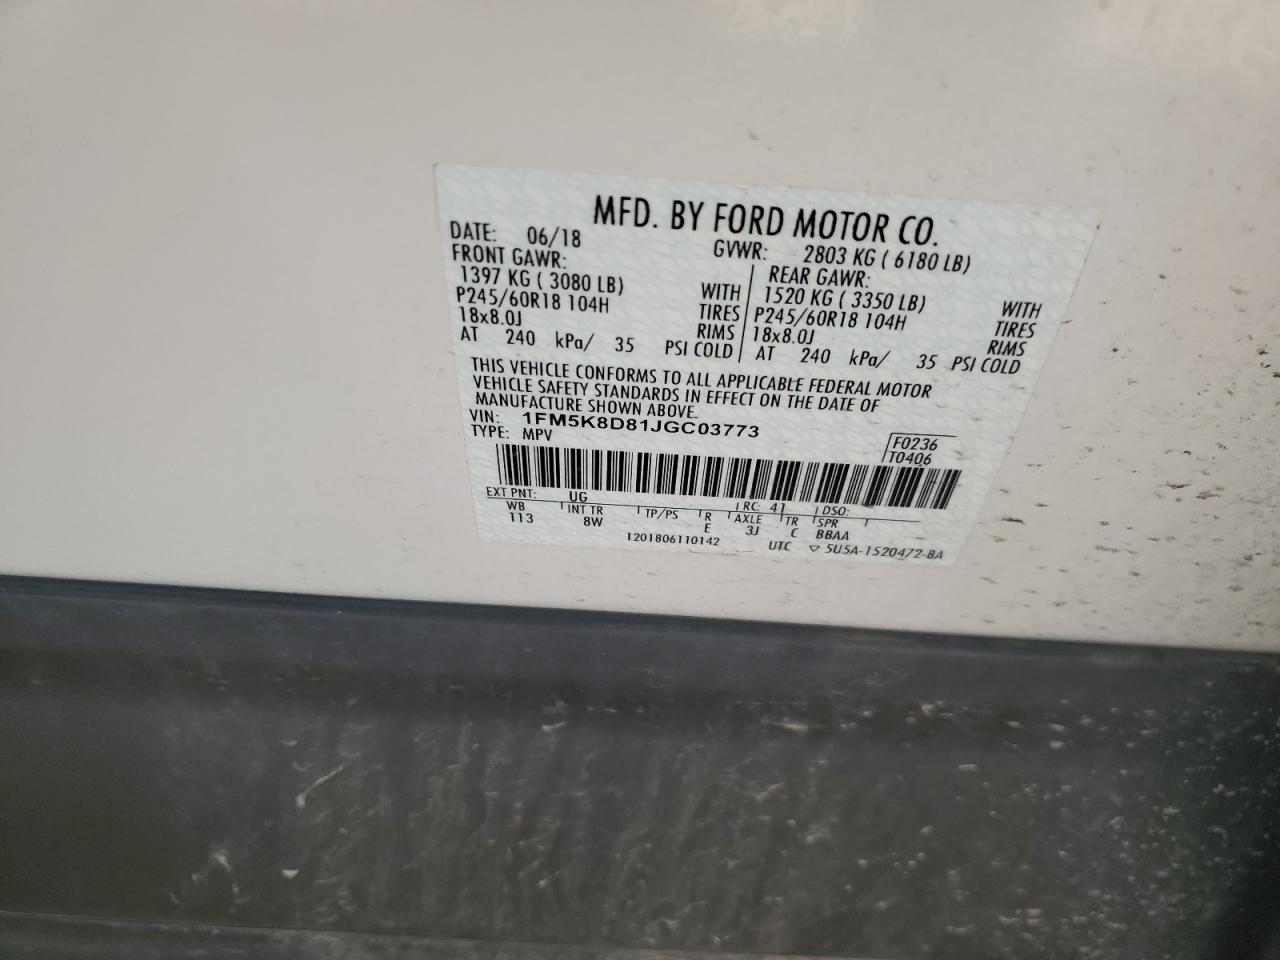 MFD. BY FORD MOTOR CO.
DATE: 06/18 GVWR: 2803 KG ( 6180 LB)
FRONT GAWR: REAR GAWR:
1397 KG ( 3080 LB) WITH 1520 KG ( 3350 LB) WITH
P245/60R18 104H TIRES P245/60R18 104H TIRES
18x8.0J RIMS 18x8.0J RIMS
AT 240 kPa/ 35 PSI COLD AT 240 kPa/ 35 PSI COLD
THIS VEHICLE CONFORMS TO ALL APPLICABLE FEDERAL MOTOR
VEHICLE SAFETY STANDARDS IN EFFECT ON THE DATE OF
MANUFACTURE SHOWN ABOVE.
VIN: 1FM5K8D81JGC03773
TYPE: MPV
F0236
T0406
EXT PNT: UG RC: 41 DSO:
WB INT TR TP/PS R AXLE TR SPR
113 8W E 3J C BBAA
1201806110142 UTC ▽ 5U5A-1520472-BA